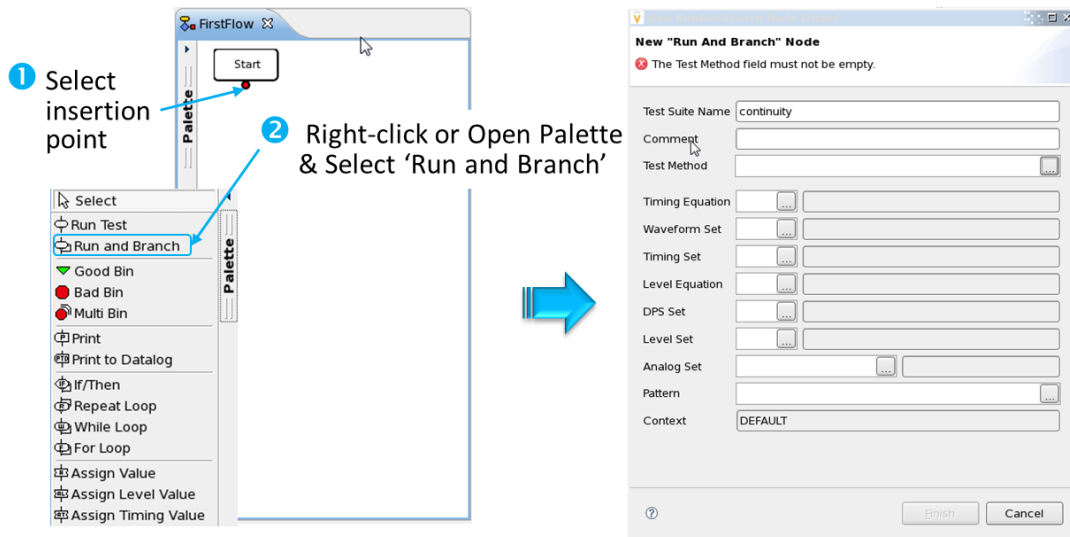 FirstFlow
Start
Palette
1 Select
insertion
point
2 Right-click or Open Palette
& Select ‘Run and Branch’
Select
Run Test
Run and Branch
Good Bin
Bad Bin
Multi Bin
Print
Print to Datalog
If/Then
Repeat Loop
While Loop
For Loop
Assign Value
Assign Level Value
Assign Timing Value
Palette
New "Run And Branch" Node
The Test Method field must not be empty.
Test Suite Name continuity
Comment
Test Method ...
Timing Equation ...
Waveform Set ...
Timing Set ...
Level Equation ...
DPS Set ...
Level Set ...
Analog Set ...
Pattern ...
Context DEFAULT
? Finish Cancel